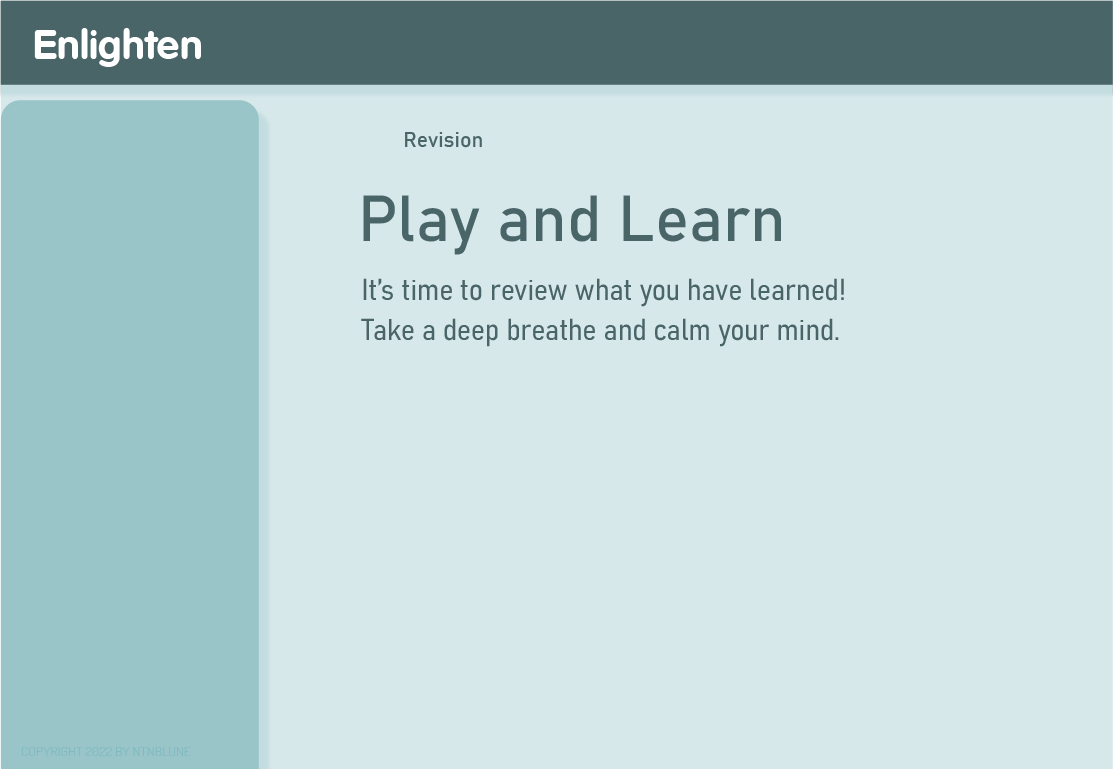 Enlighten
Revision
Play and Learn
It's time to review what you have learned!
Take a deep breathe and calm your mind.
COPYRIGHT 2022 BY NTNBLUNE